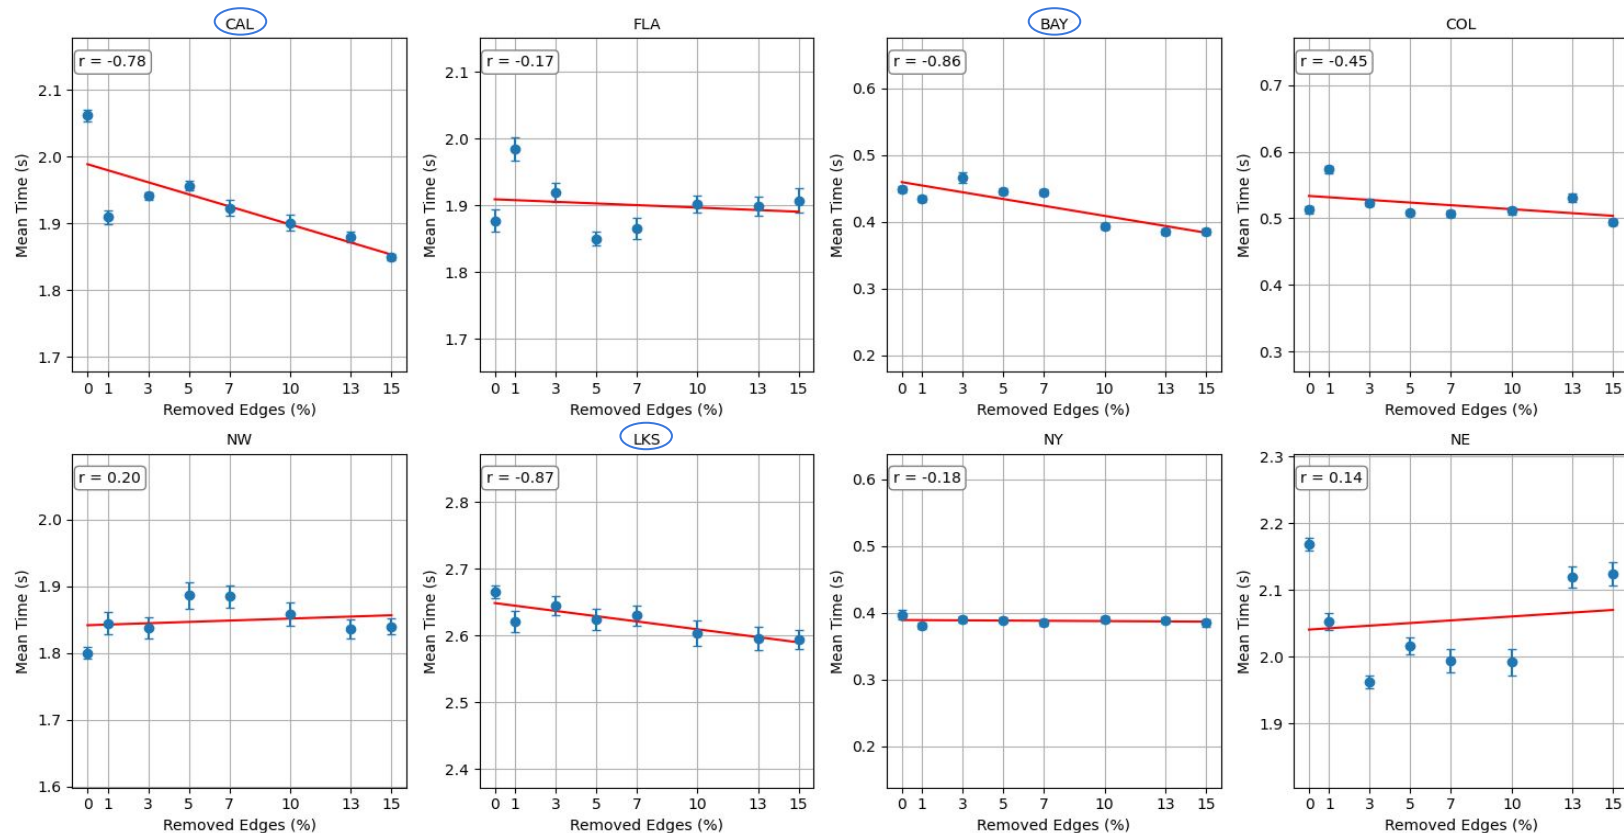 CAL
r = -0.78
2.1
2.0
1.9
1.8
1.7
Mean Time (s)
0 1 3 5 7 10 13 15
Removed Edges (%)
FLA
r = -0.17
2.1
2.0
1.9
1.8
1.7
Mean Time (s)
0 1 3 5 7 10 13 15
Removed Edges (%)
BAY
r = -0.86
0.6
0.5
0.4
0.3
0.2
Mean Time (s)
0 1 3 5 7 10 13 15
Removed Edges (%)
COL
r = -0.45
0.7
0.6
0.5
0.4
0.3
Mean Time (s)
0 1 3 5 7 10 13 15
Removed Edges (%)
NW
r = 0.20
2.0
1.9
1.8
1.7
1.6
Mean Time (s)
0 1 3 5 7 10 13 15
Removed Edges (%)
LKS
r = -0.87
2.8
2.7
2.6
2.5
2.4
Mean Time (s)
0 1 3 5 7 10 13 15
Removed Edges (%)
NY
r = -0.18
0.6
0.5
0.4
0.3
0.2
Mean Time (s)
0 1 3 5 7 10 13 15
Removed Edges (%)
NE
r = 0.14
2.3
2.2
2.1
2.0
1.9
Mean Time (s)
0 1 3 5 7 10 13 15
Removed Edges (%)